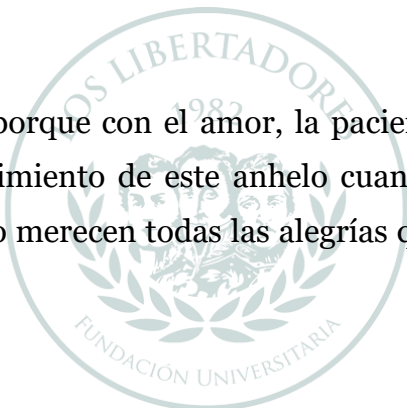 LOS LIBERTADORES
1982
porque con el amor, la pacien
imiento de este anhelo cuan
o merecen todas las alegrías q
FUNDACIÓN UNIVERSITARIA